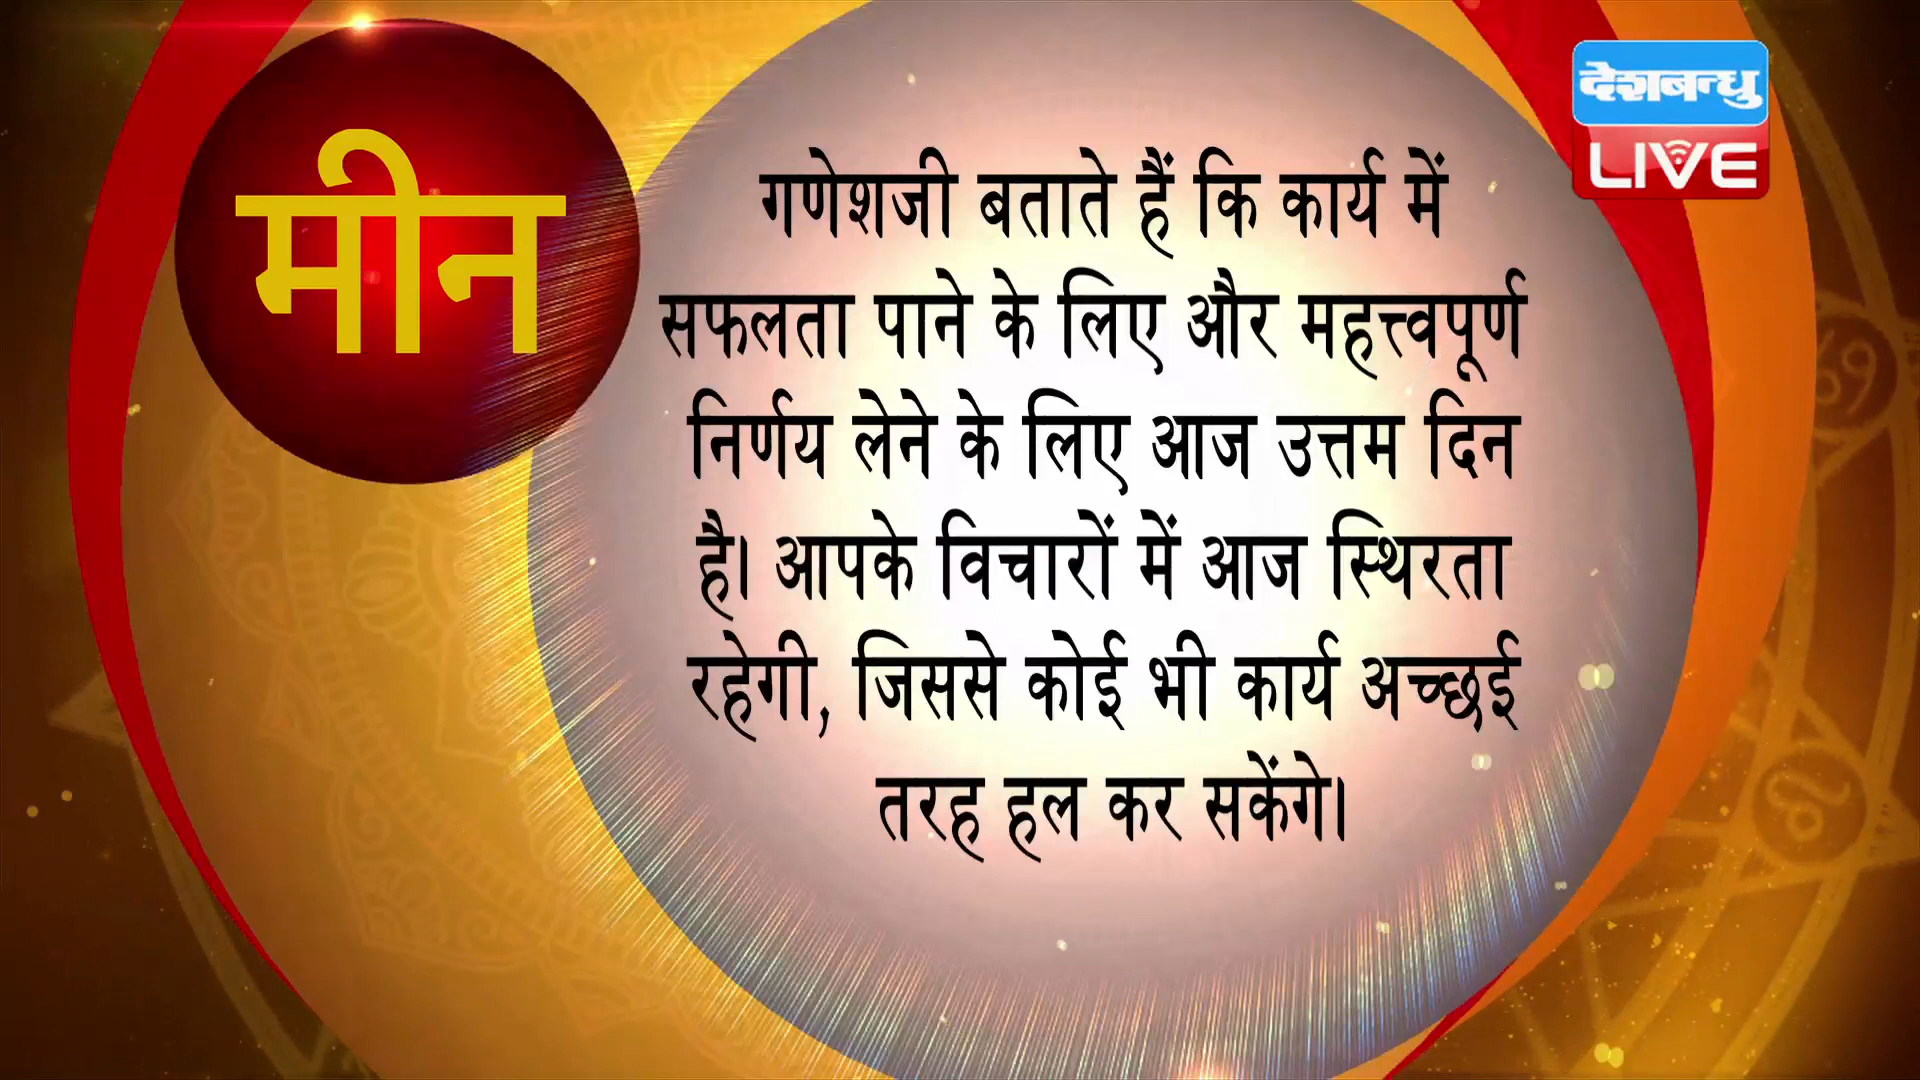 मीन
देशबन्धु
LIVE
गणेशजी बताते हैं कि कार्य में
सफलता पाने के लिए और महत्त्वपूर्ण
निर्णय लेने के लिए आज उत्तम दिन
है। आपके विचारों में आज स्थिरता
रहेगी, जिससे कोई भी कार्य अच्छई
तरह हल कर सकेंगे।